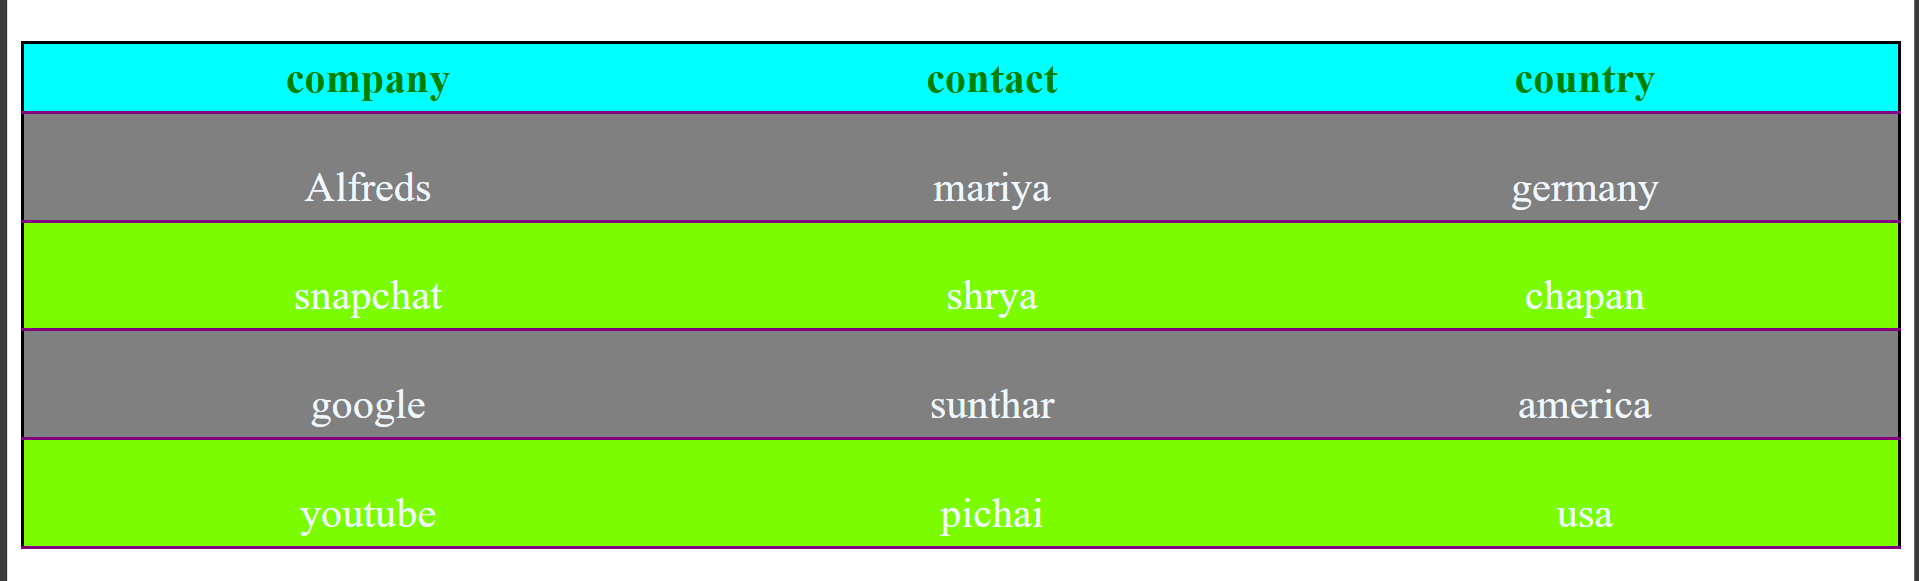 company contact country
Alfreds mariya germany
snapchat shrya chapan
google sunthar america
youtube pichai usa